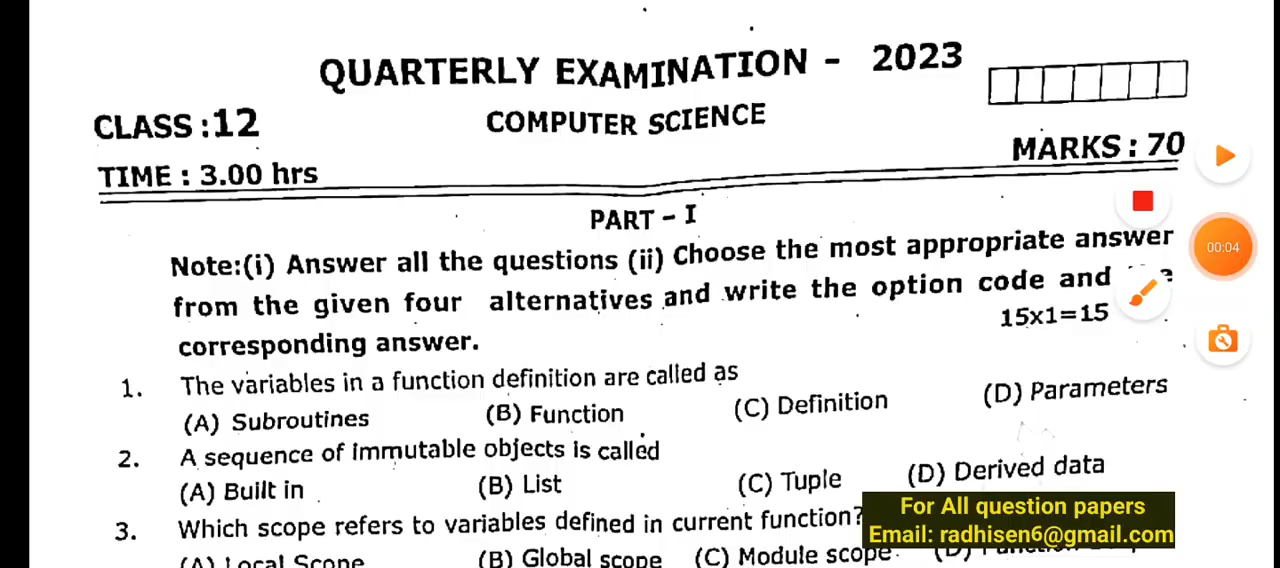 QUARTERLY EXAMINATION - 2023
CLASS :12
COMPUTER SCIENCE
TIME : 3.00 hrs
MARKS : 70
PART - I
Note:(i) Answer all the questions (ii) Choose the most appropriate answer
from the given four alternatives and write the option code and
corresponding answer.
15x1=15
1. The variables in a function definition are called as
(A) Subroutines (B) Function (C) Definition (D) Parameters
2. A sequence of immutable objects is called
(A) Built in (B) List (C) Tuple (D) Derived data
3. Which scope refers to variables defined in current function?
(A) Local Scope (B) Global scope (C) Module scope
00:04
For All question papers
Email: radhisen6@gmail.com